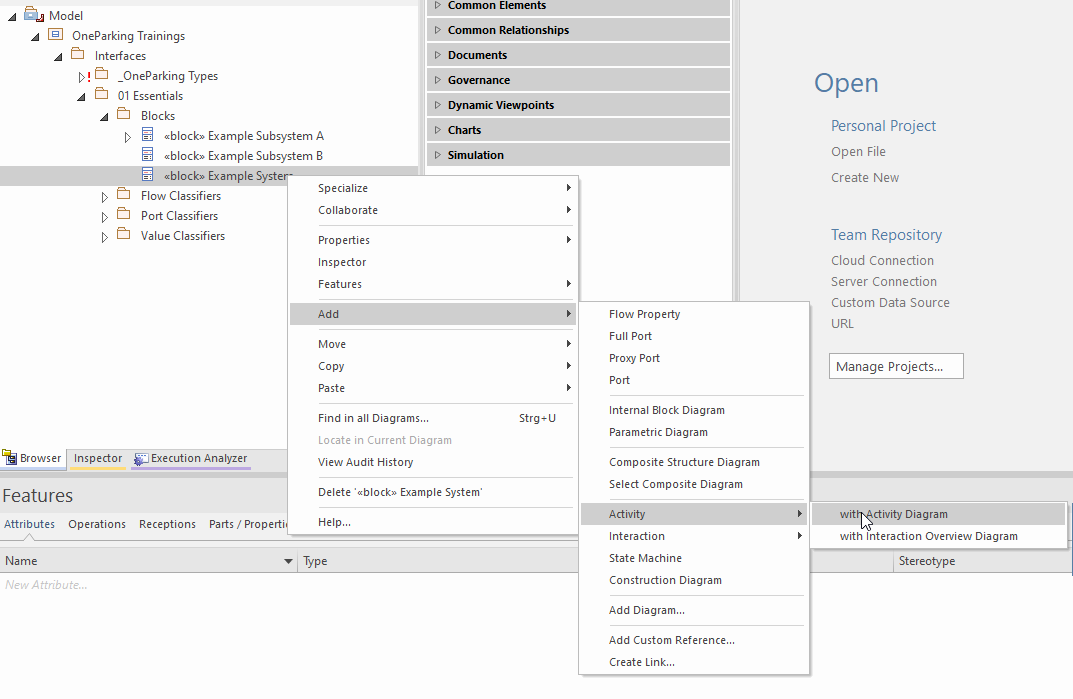 Model
OneParking Trainings
Interfaces
_OneParking Types
01 Essentials
Blocks
«block» Example Subsystem A
«block» Example Subsystem B
«block» Example System
Flow Classifiers
Port Classifiers
Value Classifiers
Common Elements
Common Relationships
Documents
Governance
Dynamic Viewpoints
Charts
Simulation
Open
Personal Project
Open File
Create New
Team Repository
Cloud Connection
Server Connection
Custom Data Source
URL
Manage Projects...
Specialize
Collaborate
Properties
Inspector
Features
Add
Move
Copy
Paste
Find in all Diagrams... Strg+U
Locate in Current Diagram
View Audit History
Delete '«block» Example System'
Help...
Flow Property
Full Port
Proxy Port
Port
Internal Block Diagram
Parametric Diagram
Composite Structure Diagram
Select Composite Diagram
Activity
Interaction
State Machine
Construction Diagram
Add Diagram...
Add Custom Reference...
Create Link...
with Activity Diagram
with Interaction Overview Diagram
Browser Inspector Execution Analyzer
Features
Attributes Operations Receptions Parts / Properti
Name Type Stereotype
New Attribute...